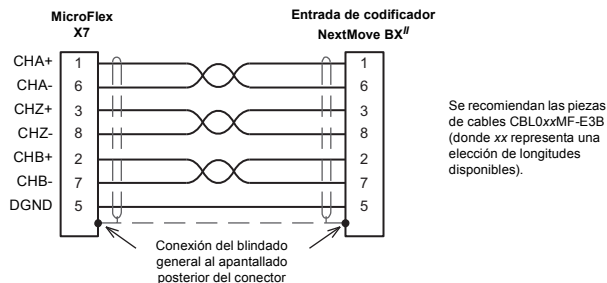 MicroFlex
X7
Entrada de codificador
NextMove BXII
CHA+ 1 1
CHA- 6 6
CHZ+ 3 3
CHZ- 8 8
CHB+ 2 2
CHB- 7 7
DGND 5 5
Se recomiendan las piezas
de cables CBL0xxMF-E3B
(donde xx representa una
elección de longitudes
disponibles).
Conexión del blindado
general al apantallado
posterior del conector